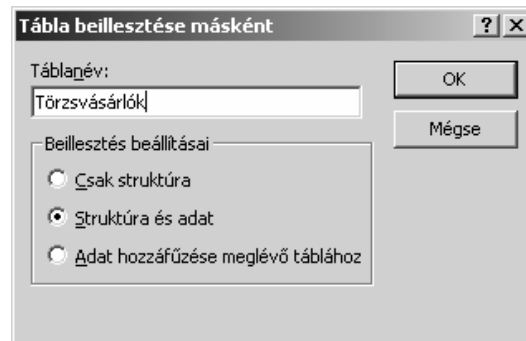 Tábla beillesztése másként
Táblanév:
Törzsvásárlók
OK
Mégse
Beillesztés beállításai
Csak struktúra
Struktúra és adat
Adat hozzáfűzése meglévő táblához